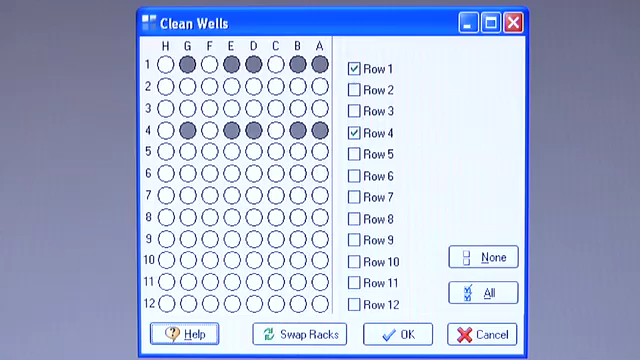 Clean Wells
H G F E D C B A
1
2
3
4
5
6
7
8
9
10
11
12
Row 1
Row 2
Row 3
Row 4
Row 5
Row 6
Row 7
Row 8
Row 9
Row 10
Row 11
Row 12
None
All
Help
Swap Racks
OK
Cancel